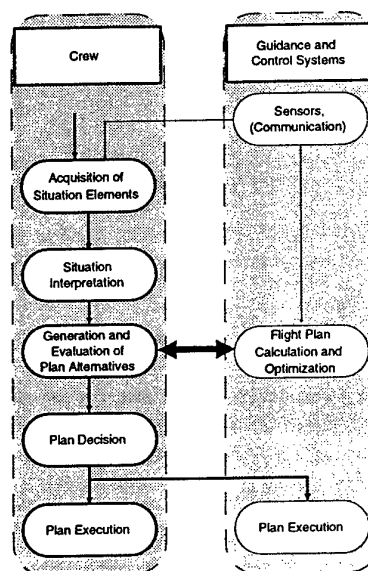 Crew
Guidance and
Control Systems
Sensors,
(Communication)
Acquisition of
Situation Elements
Situation
Interpretation
Generation and
Evaluation of
Plan Alternatives
Flight Plan
Calculation and
Optimization
Plan Decision
Plan Execution
Plan Execution